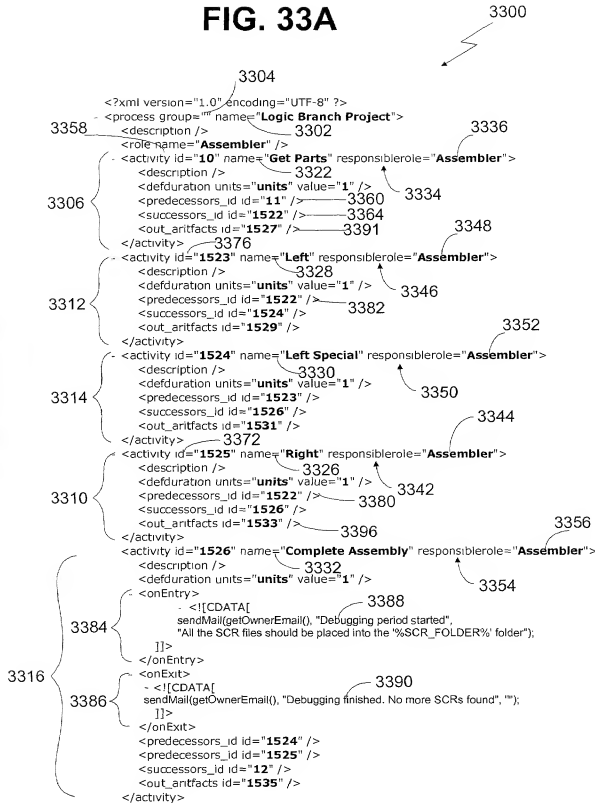 FIG. 33A
3300
3304
<?xml version="1.0" encoding="UTF-8" ?>
- <process group="" name="Logic Branch Project">
3358 <description /> 3302
<role name="Assembler" /> 3336
- <activity id="10" name="Get Parts" responsiblerole="Assembler">
<description /> 3322
<defduration units="units" value="1" /> 3334
3306 <predecessors_id id="11" /> 3360
<successors_id id="1522" /> 3364
<out_aritfacts id="1527" /> 3391
</activity> 3376 3348
- <activity id="1523" name="Left" responsiblerole="Assembler">
<description /> 3328
<defduration units="units" value="1" /> 3346
3312 <predecessors_id id="1522" /> 3382
<successors_id id="1524" />
<out_aritfacts id="1529" />
</activity> 3352
- <activity id="1524" name="Left Special" responsiblerole="Assembler">
<description /> 3330
<defduration units="units" value="1" /> 3350
3314 <predecessors_id id="1523" />
<successors_id id="1526" />
<out_aritfacts id="1531" />
</activity> 3372 3344
- <activity id="1525" name="Right" responsiblerole="Assembler">
<description /> 3326
<defduration units="units" value="1" /> 3342
3310 <predecessors_id id="1522" /> 3380
<successors_id id="1526" />
<out_artifacts id="1533" /> 3396
</activity> 3356
<activity id="1526" name="Complete Assembly" responsiblerole="Assembler">
<description /> 3332
<defduration units="units" value="1" /> 3354
- <onEntry>
- <![CDATA[ 3388
3384 sendMail(getOwnerEmail(), "Debugging period started",
"All the SCR files should be placed into the '%SCR_FOLDER%' folder");
]]>
</onEntry>
3316 - <onExit>
- <![CDATA[ 3390
3386 sendMail(getOwnerEmail(), "Debugging finished. No more SCRs found", "");
]]>
</onExit>
<predecessors_id id="1524" />
<predecessors_id id="1525" />
<successors_id id="12" />
<out_aritfacts id="1535" />
</activity>